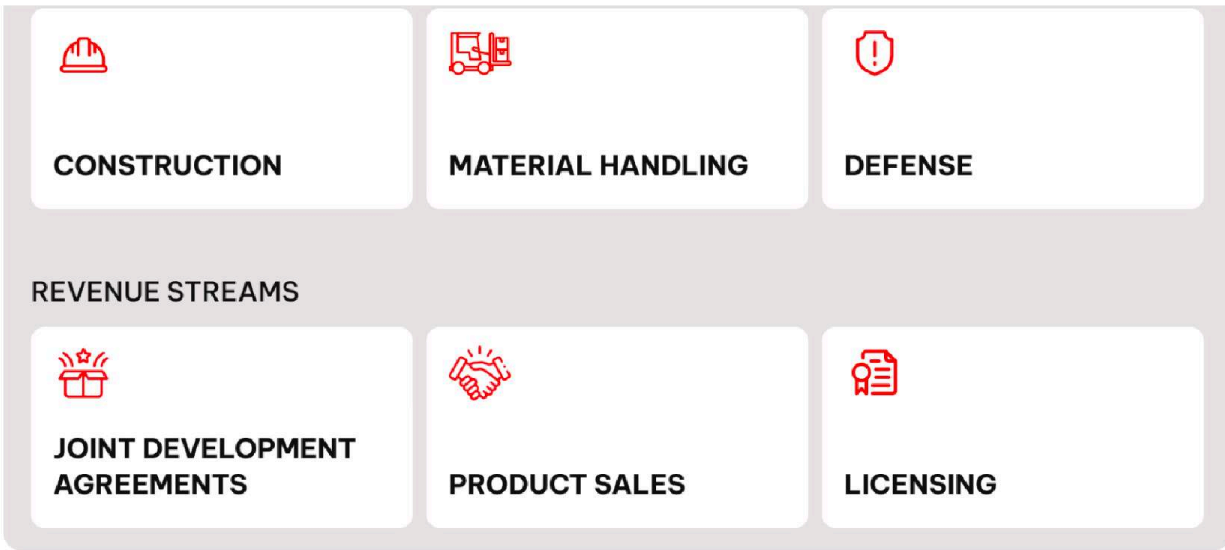 CONSTRUCTION
MATERIAL HANDLING
DEFENSE
REVENUE STREAMS
JOINT DEVELOPMENT
AGREEMENTS
PRODUCT SALES
LICENSING